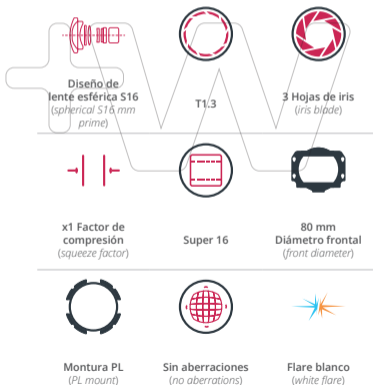 Diseño de
lente esférica S16
(spherical S16 mm
prime)
T1.3
3 Hojas de iris
(iris blade)
x1 Factor de
compresión
(squeeze factor)
Super 16
80 mm
Diámetro frontal
(front diameter)
Montura PL
(PL mount)
Sin aberraciones
(no aberrations)
Flare blanco
(white flare)